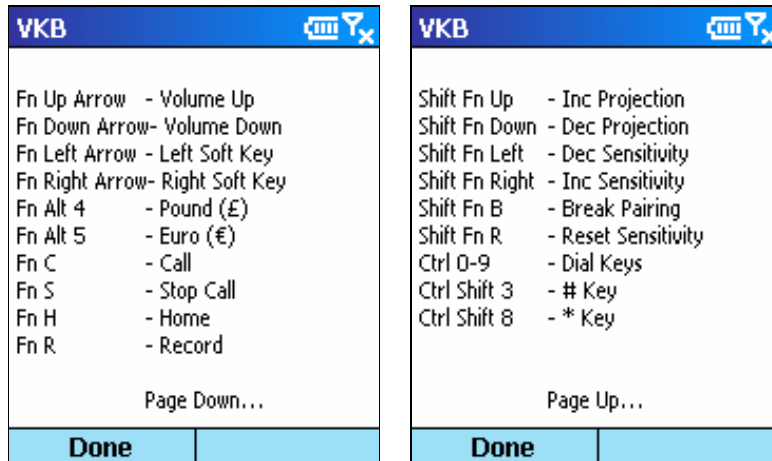 VKB
Fn Up Arrow - Volume Up
Fn Down Arrow- Volume Down
Fn Left Arrow - Left Soft Key
Fn Right Arrow- Right Soft Key
Fn Alt 4 - Pound (£)
Fn Alt 5 - Euro (€)
Fn C - Call
Fn S - Stop Call
Fn H - Home
Fn R - Record
Page Down...
Done
VKB
Shift Fn Up - Inc Projection
Shift Fn Down - Dec Projection
Shift Fn Left - Dec Sensitivity
Shift Fn Right - Inc Sensitivity
Shift Fn B - Break Pairing
Shift Fn R - Reset Sensitivity
Ctrl 0-9 - Dial Keys
Ctrl Shift 3 - # Key
Ctrl Shift 8 - * Key
Page Up...
Done